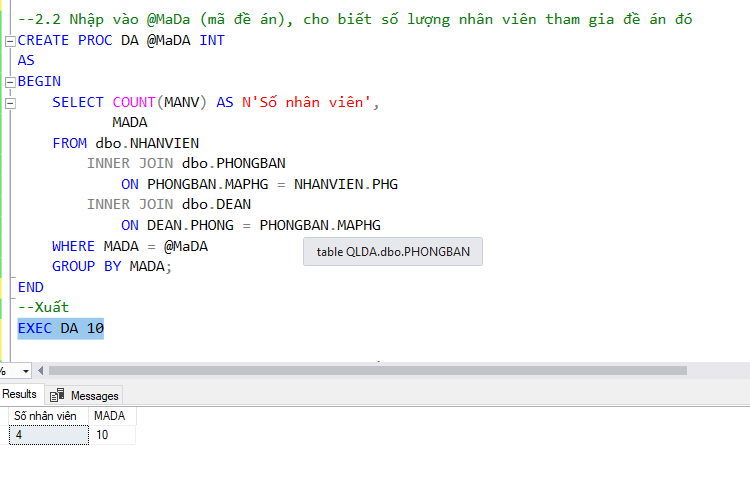 --2.2 Nhập vào @MaDa (mã đề án), cho biết số lượng nhân viên tham gia đề án đó
CREATE PROC DA @MaDA INT
AS
BEGIN
SELECT COUNT(MANV) AS N'Số nhân viên',
MADA
FROM dbo.NHANVIEN
INNER JOIN dbo.PHONGBAN
ON PHONGBAN.MAPHG = NHANVIEN.PHG
INNER JOIN dbo.DEAN
ON DEAN.PHONG = PHONGBAN.MAPHG
WHERE MADA = @MaDA
table QLDA.dbo.PHONGBAN
GROUP BY MADA;
END
--Xuất
EXEC DA 10
%
Results Messages
Số nhân viên MADA
4 10